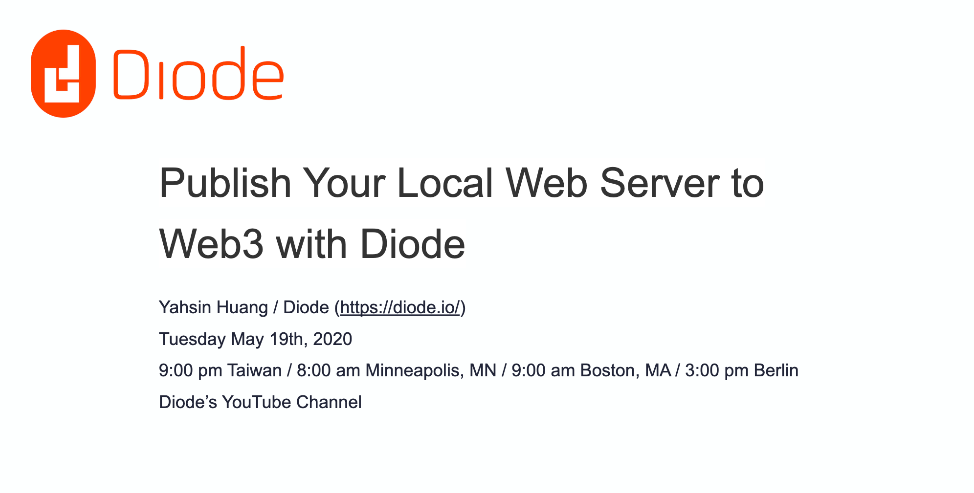 Diode
Publish Your Local Web Server to
Web3 with Diode
Yahsin Huang / Diode (https://diode.io/)
Tuesday May 19th, 2020
9:00 pm Taiwan / 8:00 am Minneapolis, MN / 9:00 am Boston, MA / 3:00 pm Berlin
Diode’s YouTube Channel